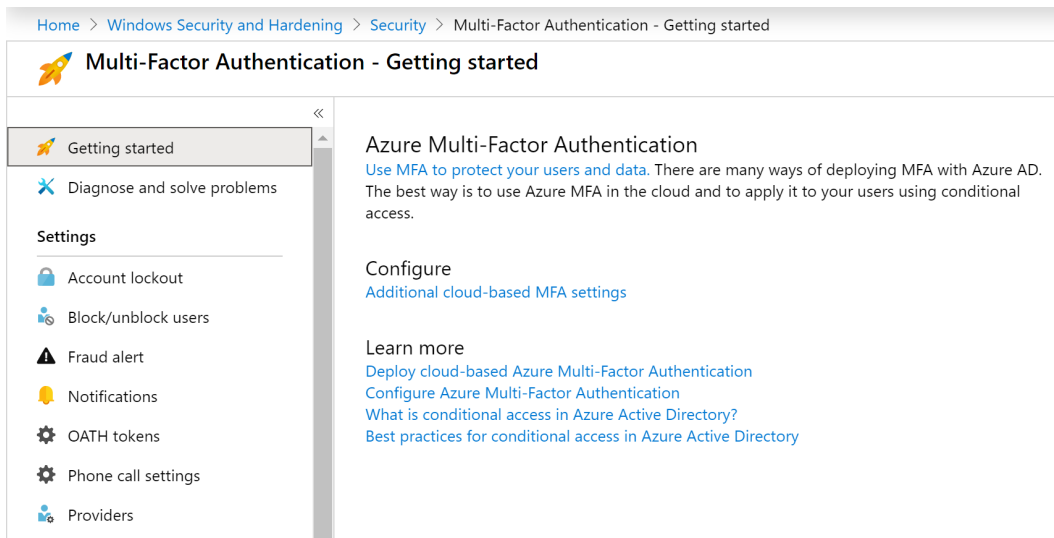 Home > Windows Security and Hardening > Security > Multi-Factor Authentication - Getting started
Multi-Factor Authentication - Getting started
«
Getting started
Diagnose and solve problems
Settings
Account lockout
Block/unblock users
Fraud alert
Notifications
OATH tokens
Phone call settings
Providers
Azure Multi-Factor Authentication
Use MFA to protect your users and data. There are many ways of deploying MFA with Azure AD.
The best way is to use Azure MFA in the cloud and to apply it to your users using conditional
access.
Configure
Additional cloud-based MFA settings
Learn more
Deploy cloud-based Azure Multi-Factor Authentication
Configure Azure Multi-Factor Authentication
What is conditional access in Azure Active Directory?
Best practices for conditional access in Azure Active Directory